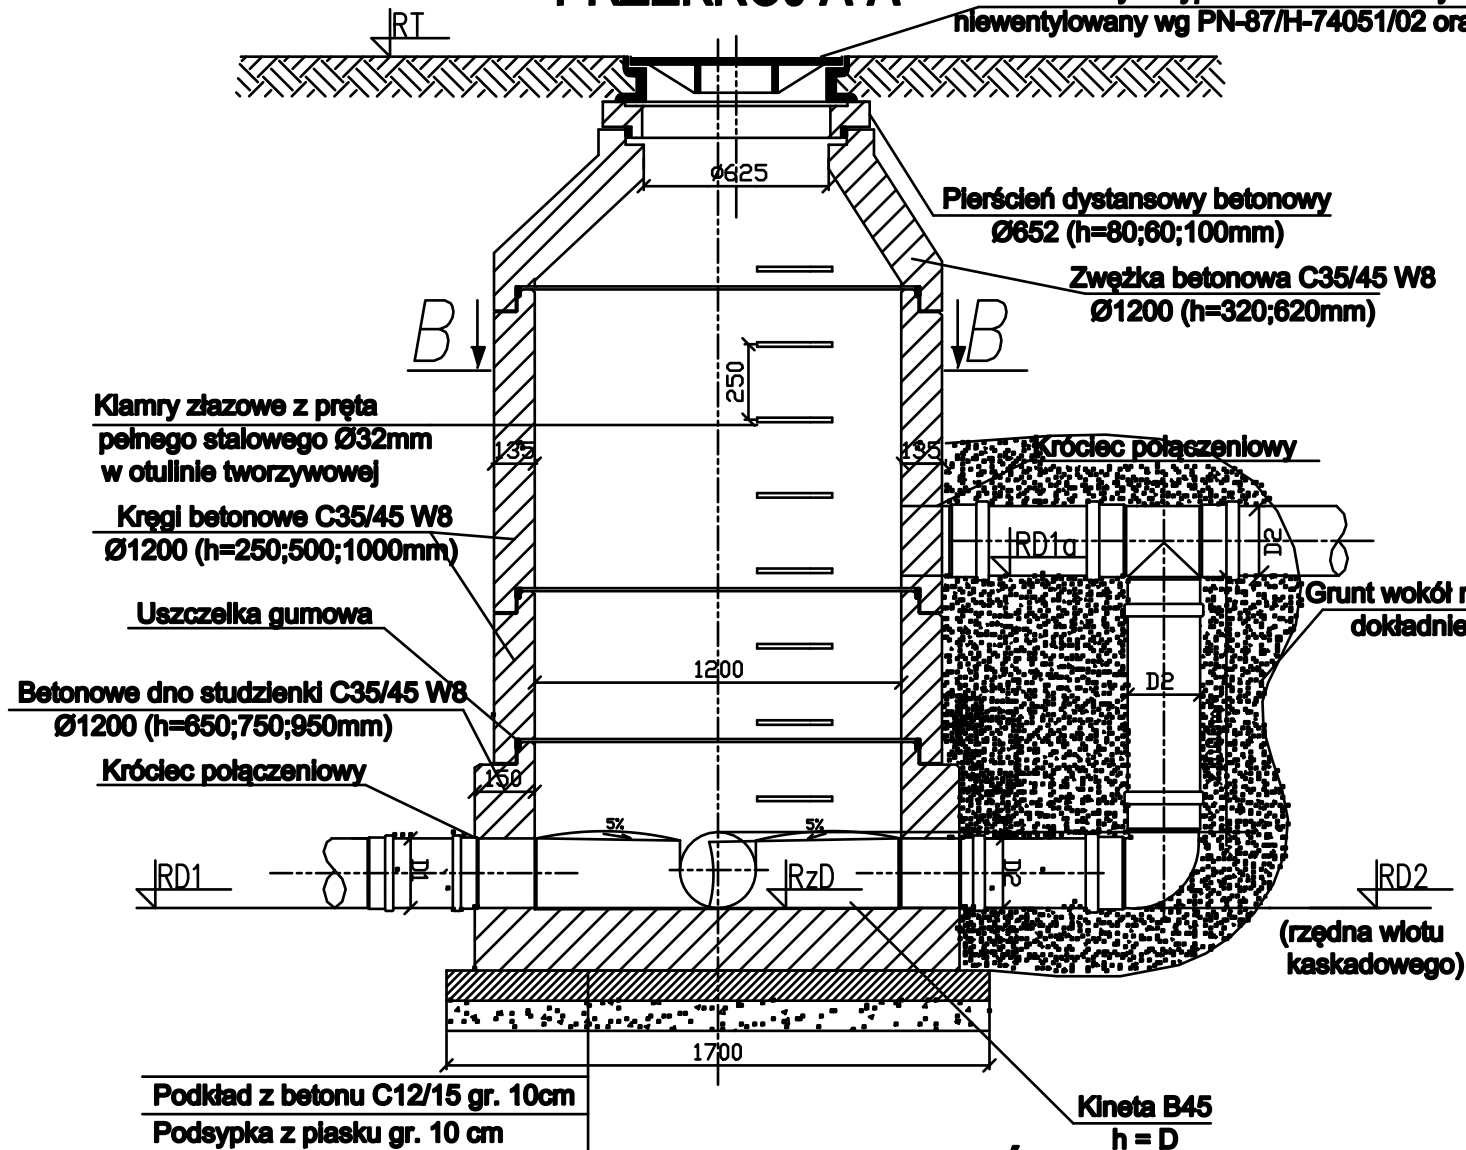 PRZEKRÓJ A-A
niewentylowany wg PN-87/H-74051/02
RT
Ø625
Pierścień dystansowy betonowy
Ø652 (h=80;60;100mm)
Zwężka betonowa C35/45 W8
Ø1200 (h=320;620mm)
B
B
250
Klamry złazowe z pręta
pełnego stalowego Ø32mm
w otulinie tworzywowej
135
135
Króciec połączeniowy
Kręgi betonowe C35/45 W8
Ø1200 (h=250;500;1000mm)
RD1a
D2
Grunt wokół
dokładnie
Uszczelka gumowa
1200
D2
Betonowe dno studzienki C35/45 W8
Ø1200 (h=650;750;950mm)
Króciec połączeniowy
150
5%
5%
RD1
D1
RzD
D2
RD2
(rzędna wlotu
kaskadowego)
1700
Podkład z betonu C12/15 gr. 10cm
Podsypka z piasku gr. 10 cm
Kineta B45
h = D